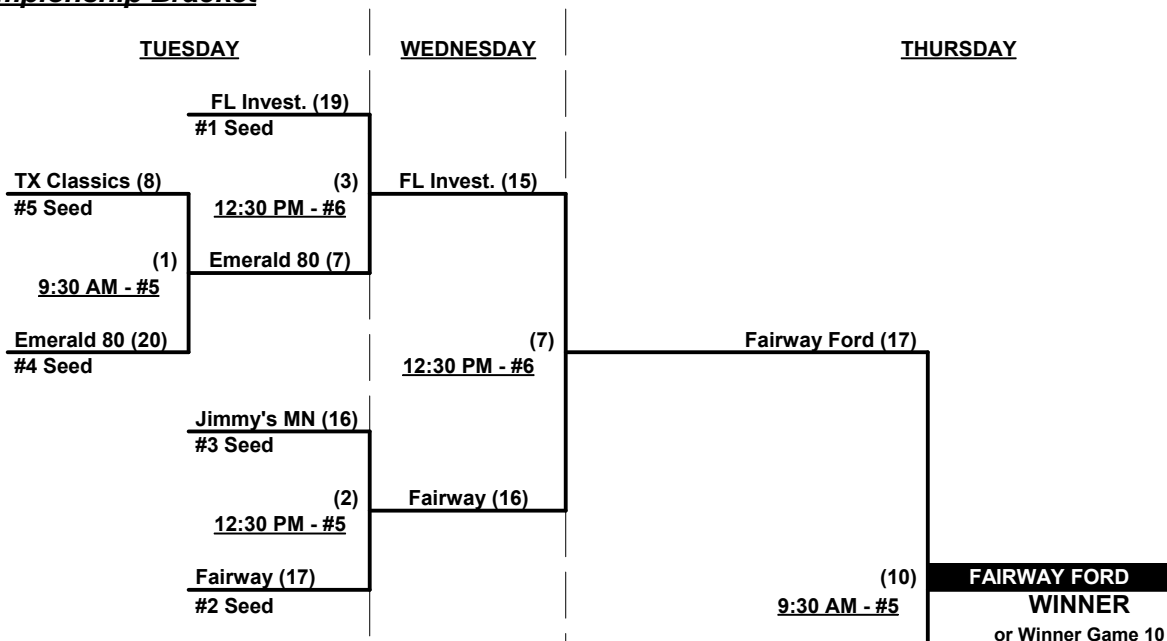 TUESDAY
WEDNESDAY
THURSDAY
FL Invest. (19)
#1 Seed
TX Classics (8)
(3)
FL Invest. (15)
#5 Seed
12:30 PM - #6
(1)
Emerald 80 (7)
9:30 AM - #5
Emerald 80 (20)
(7)
Fairway Ford (17)
#4 Seed
12:30 PM - #6
Jimmy's MN (16)
#3 Seed
(2)
Fairway (16)
12:30 PM - #5
Fairway (17)
(10)
FAIRWAY FORD
#2 Seed
9:30 AM - #5
WINNER
or Winner Game 10